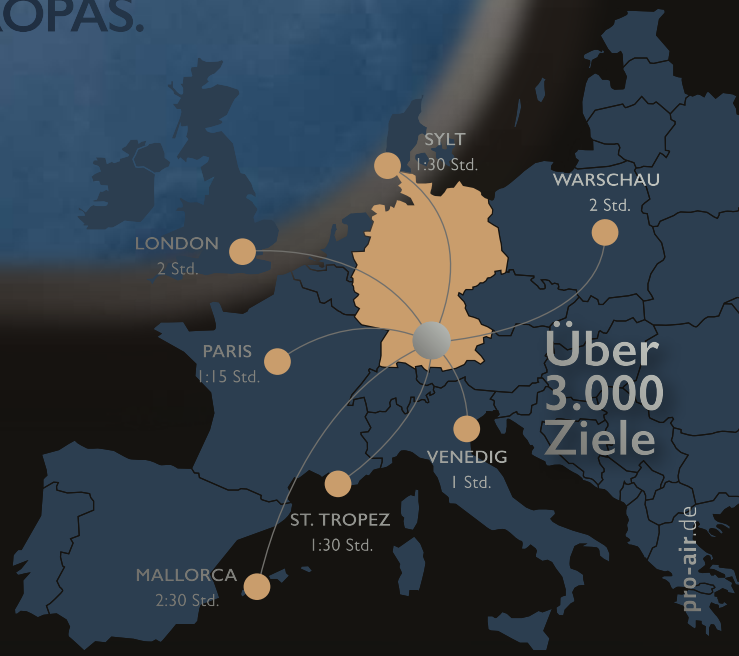 OPAS.
SYLT
1:30 Std.
WARSCHAU
2 Std.
LONDON
2 Std.
PARIS
1:15 Std.
Über
3.000
Ziele
VENEDIG
1 Std.
ST. TROPEZ
1:30 Std.
MALLORCA
2:30 Std.
pro-air.de